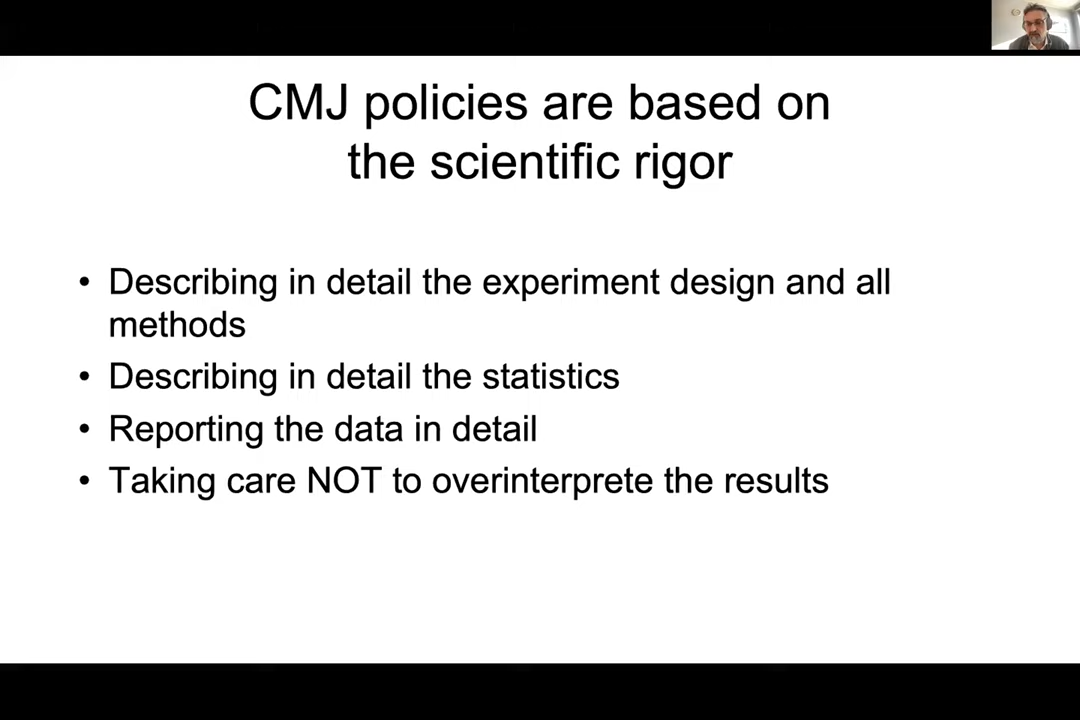 CMJ policies are based on
the scientific rigor
• Describing in detail the experiment design and all
methods
• Describing in detail the statistics
• Reporting the data in detail
• Taking care NOT to overinterprete the results